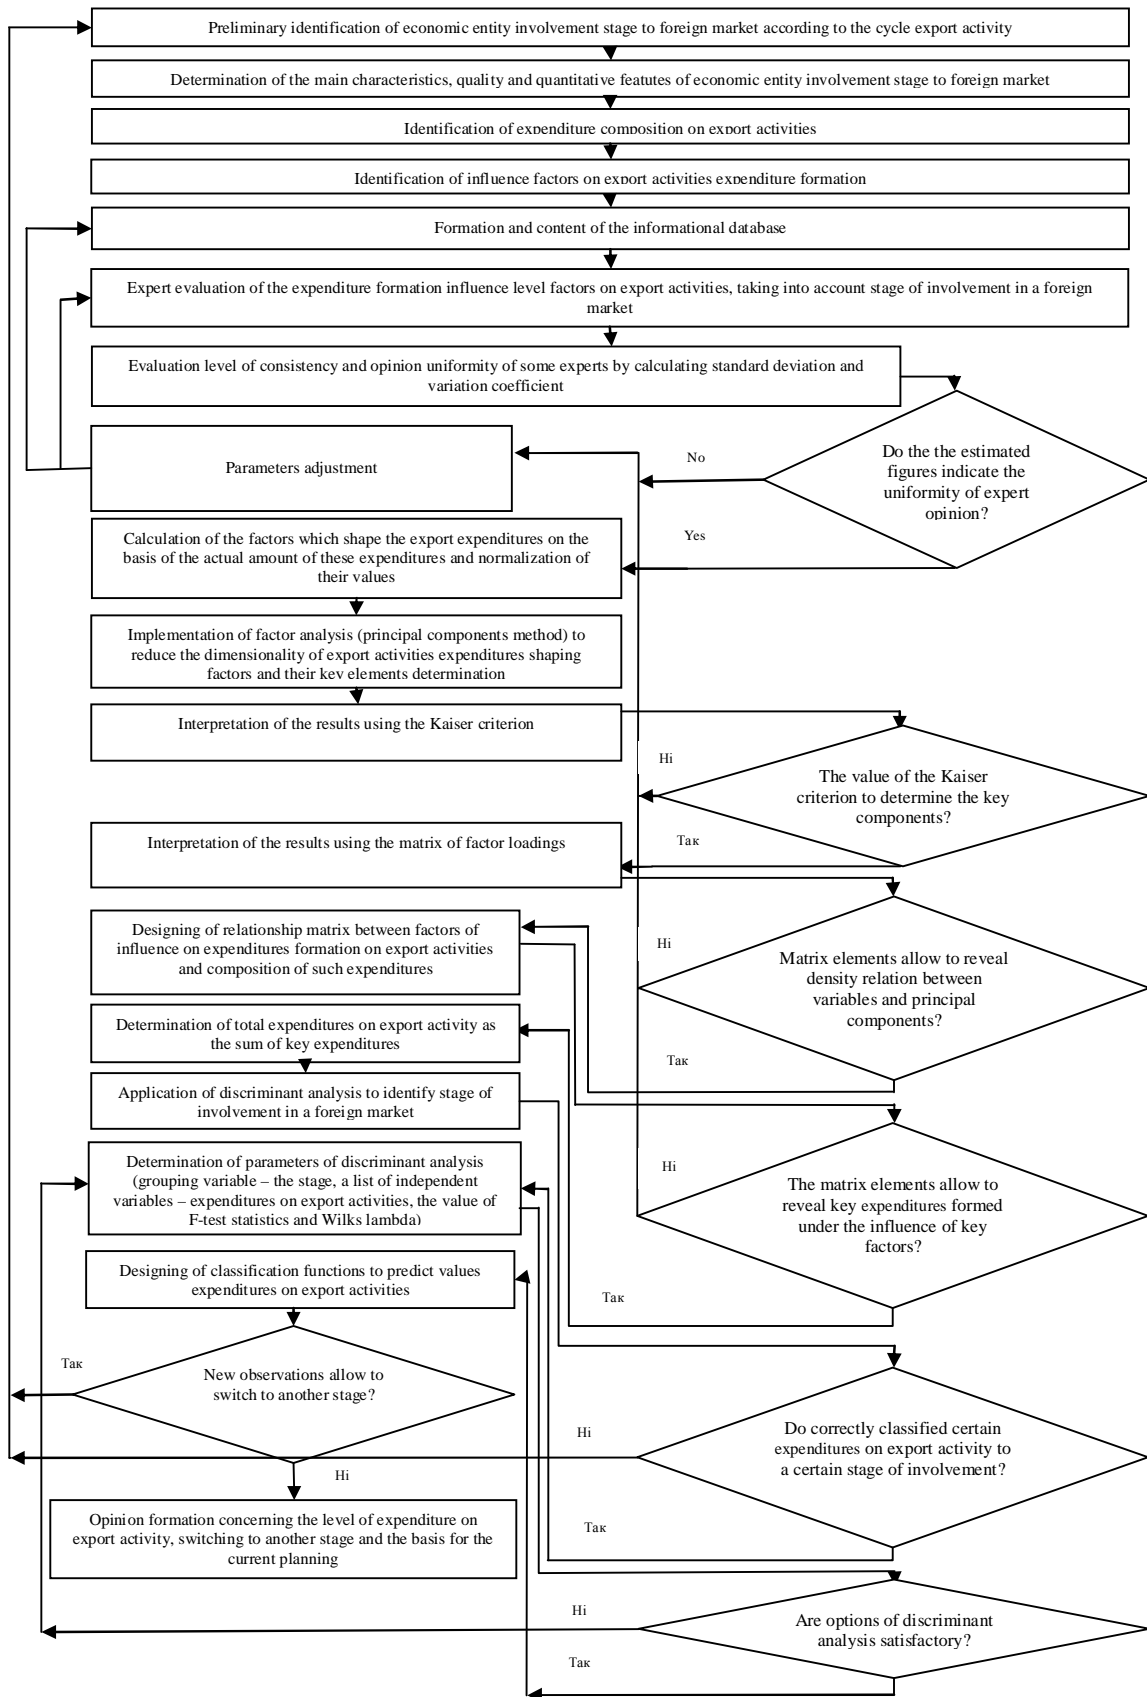 Preliminary identification of economic entity involvement stage to foreign market according to the cycle export activity
Determination of the main characteristics, quality and quantitative featutes of economic entity involvement stage to foreign market
Identification of expenditure composition on export activities
Identification of influence factors on export activities expenditure formation
Formation and content of the informational database
Expert evaluation of the expenditure formation influence level factors on export activities, taking into account stage of involvement in a foreign
market
Evaluation level of consistency and opinion uniformity of some experts by calculating standard deviation and
variation coefficient
Do the the estimated
figures indicate the
uniformity of expert
opinion?
No
Parameters adjustment
Yes
Calculation of the factors which shape the export expenditures on the
basis of the actual amount of these expenditures and normalization of
their values
Implementation of factor analysis (principal components method) to
reduce the dimensionality of export activities expenditures shaping
factors and their key elements determination
Interpretation of the results using the Kaiser criterion
Ні
The value of the Kaiser
criterion to determine the key
components?
Так
Interpretation of the results using the matrix of factor loadings
Ні
Matrix elements allow to reveal
density relation between
variables and principal
components?
Так
Designing of relationship matrix between factors of
influence on expenditures formation on export activities
and composition of such expenditures
Determination of total expenditures on export activity as
the sum of key expenditures
Application of discriminant analysis to identify stage of
involvement in a foreign market
Ні
The matrix elements allow to
reveal key expenditures formed
under the influence of key
factors?
Так
Determination of parameters of discriminant analysis
(grouping variable – the stage, a list of independent
variables – expenditures on export activities, the value of
F-test statistics and Wilks lambda)
Designing of classification functions to predict values
expenditures on export activities
Так
New observations allow to
switch to another stage?
Ні
Ні
Do correctly classified certain
expenditures on export activity to
a certain stage of involvement?
Так
Opinion formation concerning the level of expenditure on
export activity, switching to another stage and the basis for the
current planning
Ні
Are options of discriminant
analysis satisfactory?
Так